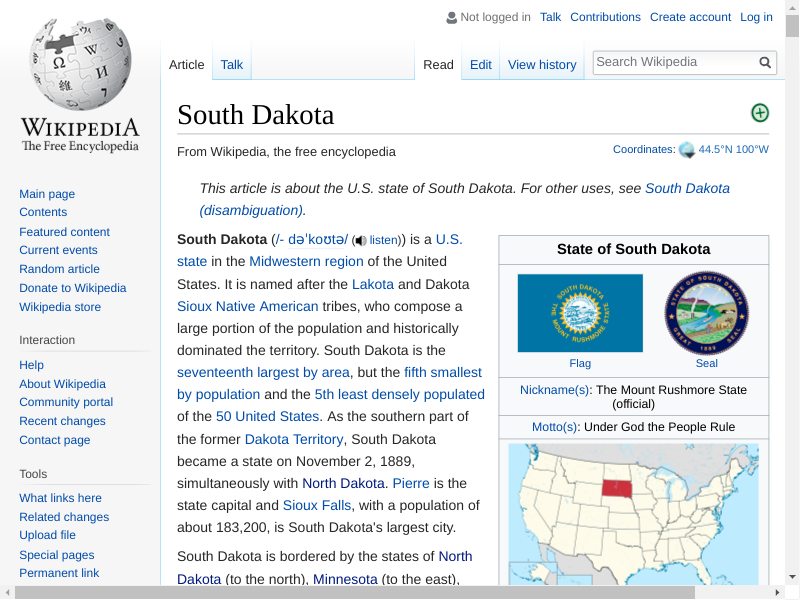 Not logged in Talk Contributions Create account Log in
Article Talk Read Edit View history Search Wikipedia
WIKIPEDIA
The Free Encyclopedia
Main page
Contents
Featured content
Current events
Random article
Donate to Wikipedia
Wikipedia store
Interaction
Help
About Wikipedia
Community portal
Recent changes
Contact page
Tools
What links here
Related changes
Upload file
Special pages
Permanent link
South Dakota
From Wikipedia, the free encyclopedia
Coordinates: 44.5°N 100°W
This article is about the U.S. state of South Dakota. For other uses, see South Dakota
(disambiguation).
South Dakota (/- dəˈkoʊtə/ (listen)) is a U.S.
state in the Midwestern region of the United
States. It is named after the Lakota and Dakota
Sioux Native American tribes, who compose a
large portion of the population and historically
dominated the territory. South Dakota is the
seventeenth largest by area, but the fifth smallest
by population and the 5th least densely populated
of the 50 United States. As the southern part of
the former Dakota Territory, South Dakota
became a state on November 2, 1889,
simultaneously with North Dakota. Pierre is the
state capital and Sioux Falls, with a population of
about 183,200, is South Dakota's largest city.
South Dakota is bordered by the states of North
Dakota (to the north), Minnesota (to the east),
State of South Dakota
Flag Seal
Nickname(s): The Mount Rushmore State
(official)
Motto(s): Under God the People Rule